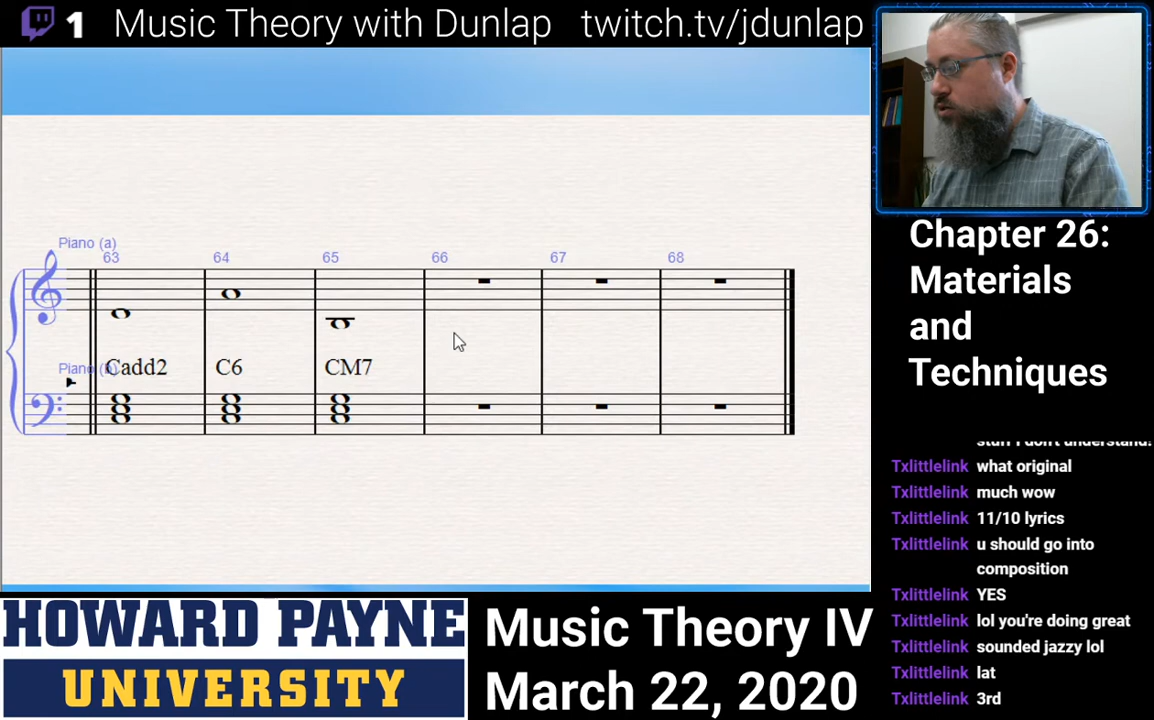 1 Music Theory with Dunlap twitch.tv/jdunlap
Piano (a)
63 64 65 66 67 68
Cadd2 C6 CM7
Chapter 26:
Materials
and
Techniques
stuff I don't understand!
Txlittlelink what original
Txlittlelink much wow
Txlittlelink 11/10 lyrics
Txlittlelink u should go into
composition
Txlittlelink YES
Txlittlelink lol you're doing great
Txlittlelink sounded jazzy lol
Txlittlelink lat
Txlittlelink 3rd
HOWARD PAYNE
UNIVERSITY
Music Theory IV
March 22, 2020